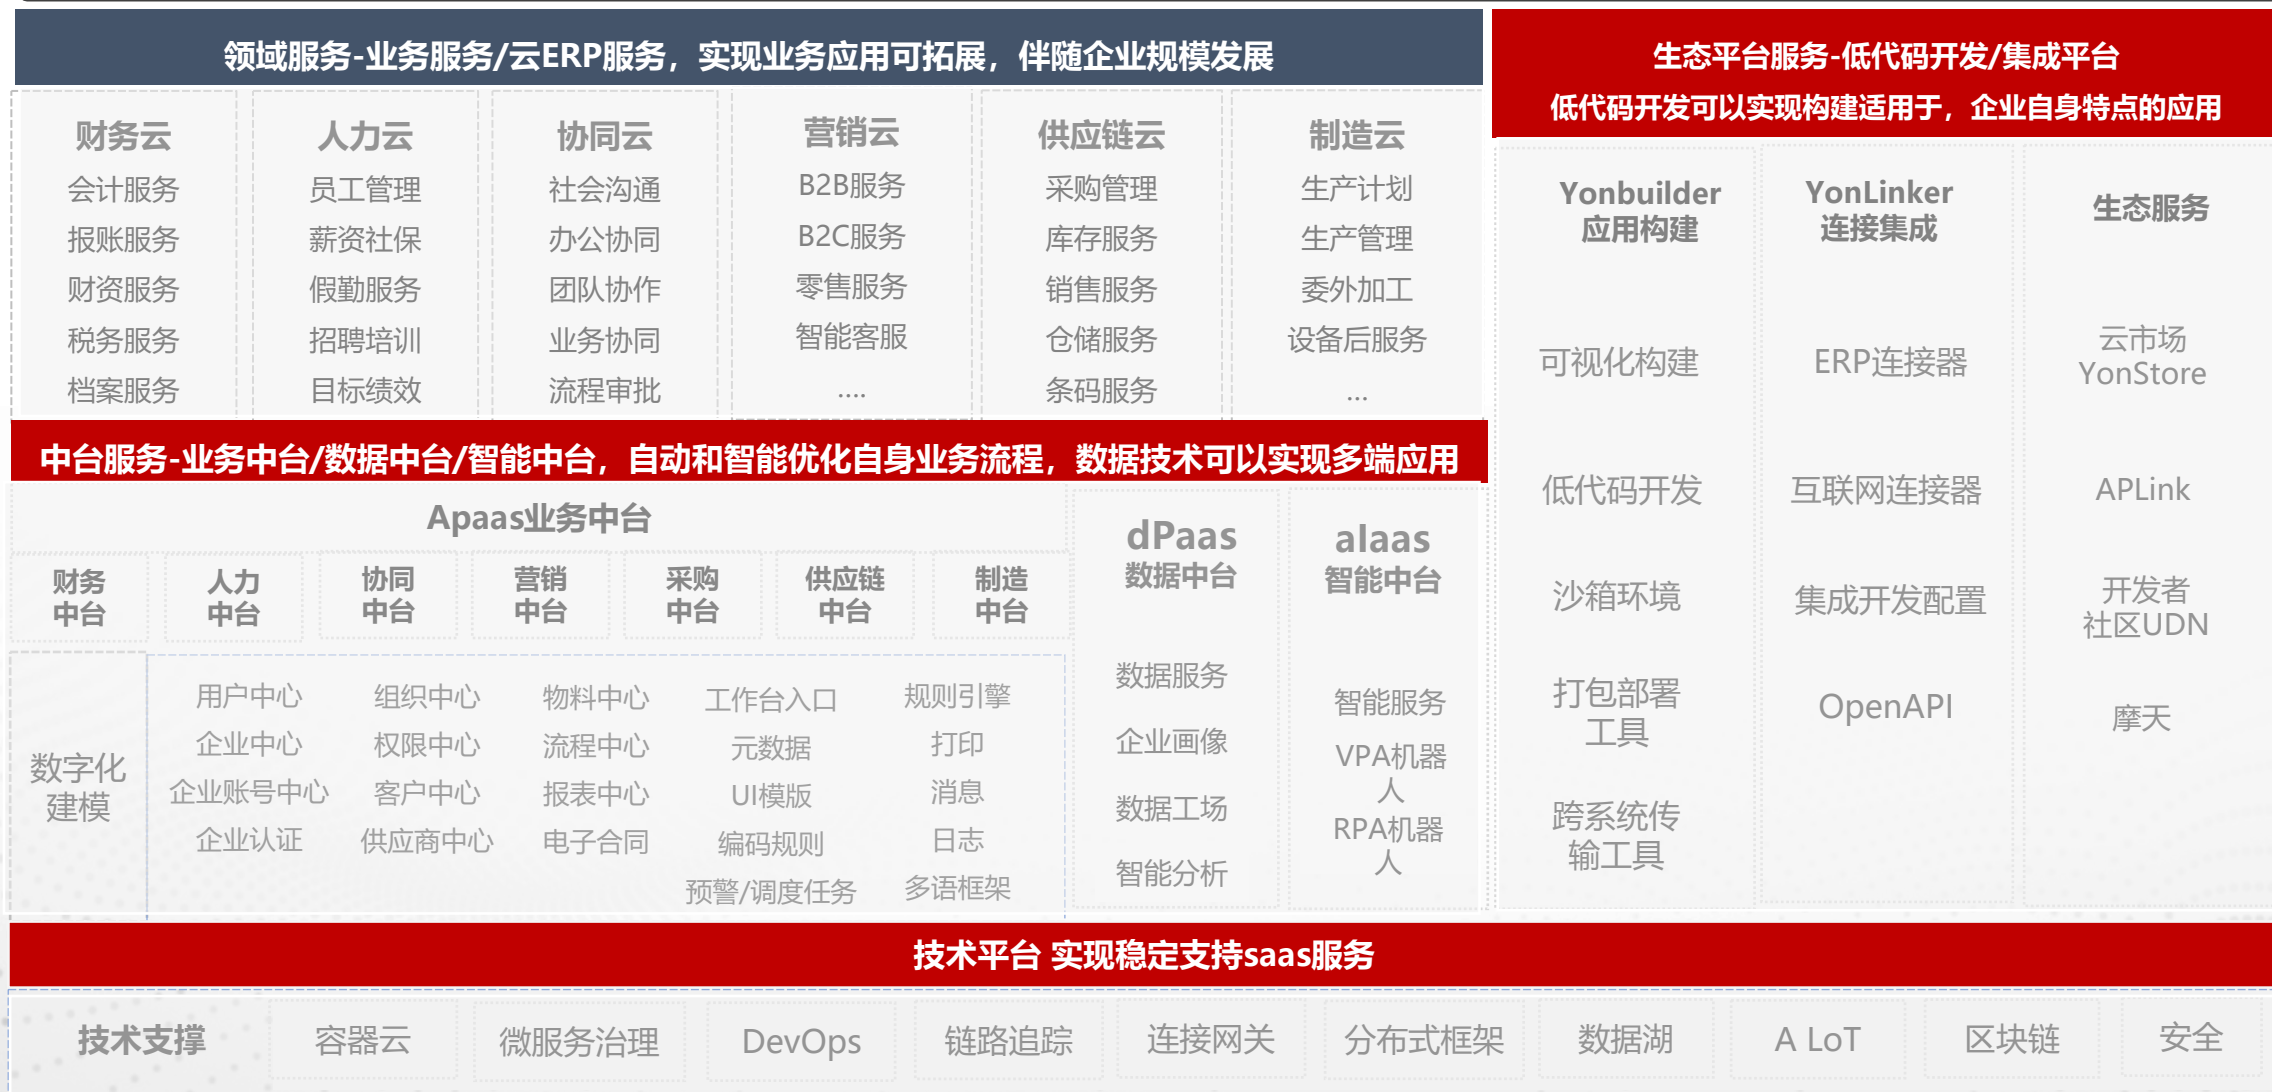 领域服务-业务服务/云ERP服务，实现业务应用可拓展，伴随企业规模发展
财务云
会计服务
报账服务
财资服务
税务服务
档案服务
人力云
员工管理
薪资社保
假勤服务
招聘培训
目标绩效
协同云
社会沟通
办公协同
团队协作
业务协同
流程审批
营销云
B2B服务
B2C服务
零售服务
智能客服
....
供应链云
采购管理
库存服务
销售服务
仓储服务
条码服务
制造云
生产计划
生产管理
委外加工
设备后服务
...
生态平台服务-低代码开发/集成平台
低代码开发可以实现构建适用于，企业自身特点的应用
Yonbuilder
应用构建
可视化构建
低代码开发
沙箱环境
打包部署
工具
跨系统传
输工具
YonLinker
连接集成
ERP连接器
互联网连接器
集成开发配置
OpenAPI
生态服务
云市场
YonStore
APLink
开发者
社区UDN
摩天
中台服务-业务中台/数据中台/智能中台，自动和智能优化自身业务流程，数据技术可以实现多端应用
Apaas业务中台
财务
中台
人力
中台
协同
中台
营销
中台
采购
中台
供应链
中台
制造
中台
数字化
建模
用户中心
企业中心
企业账号中心
企业认证
组织中心
权限中心
客户中心
供应商中心
物料中心
流程中心
报表中心
电子合同
工作台入口
元数据
UI模版
编码规则
预警/调度任务
规则引擎
打印
消息
日志
多语框架
dPaas
数据中台
数据服务
企业画像
数据工场
智能分析
aIaas
智能中台
智能服务
VPA机器
人
RPA机器
人
技术平台 实现稳定支持saas服务
技术支撑
容器云
微服务治理
DevOps
链路追踪
连接网关
分布式框架
数据湖
A LoT
区块链
安全